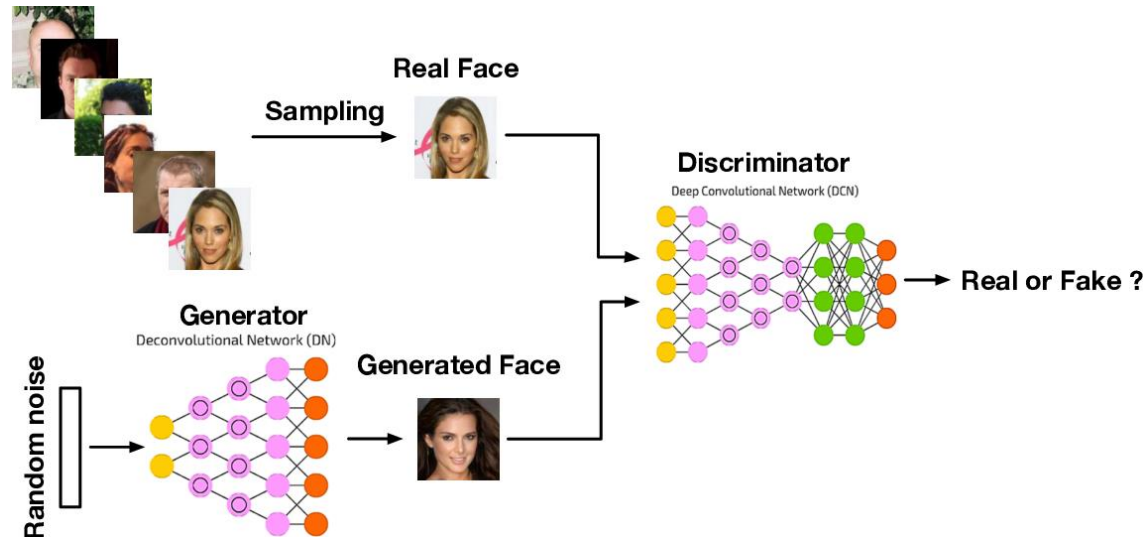 Real Face
Sampling
Discriminator
Deep Convolutional Network (DCN)
Real or Fake ?
Generator
Deconvolutional Network (DN)
Generated Face
Random noise